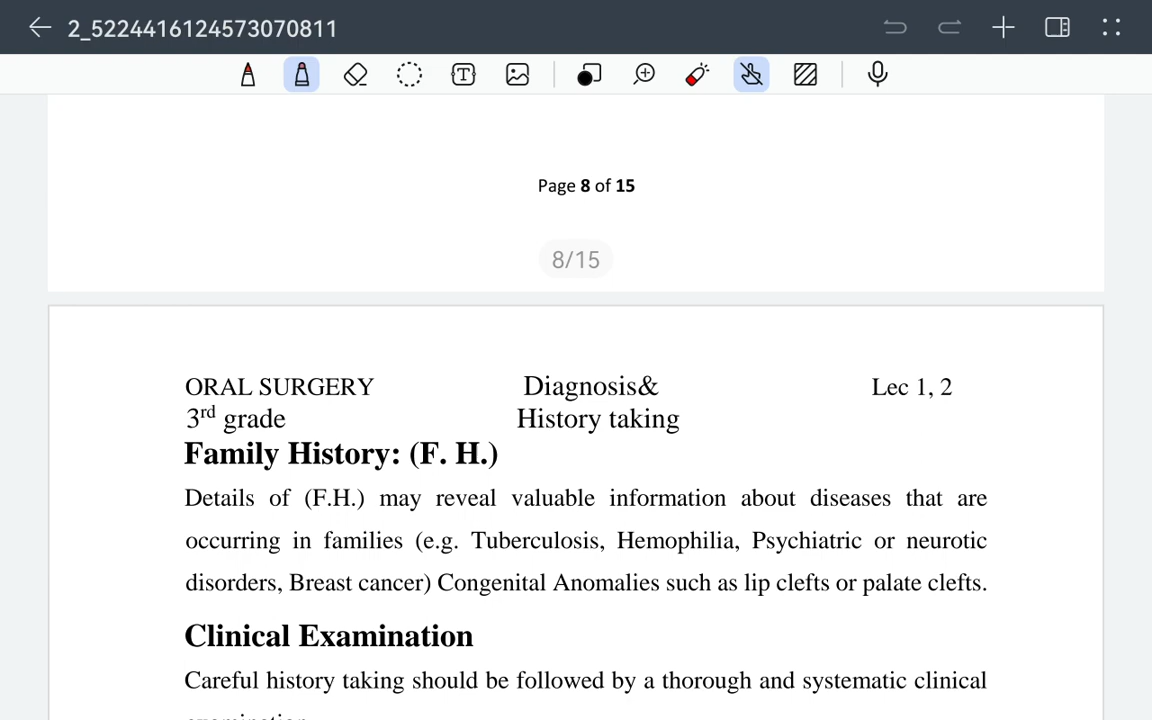 2_5224416124573070811
Page 8 of 15
8/15
ORAL SURGERY Diagnosis& Lec 1, 2
3rd grade History taking
Family History: (F. H.)
Details of (F.H.) may reveal valuable information about diseases that are
occurring in families (e.g. Tuberculosis, Hemophilia, Psychiatric or neurotic
disorders, Breast cancer) Congenital Anomalies such as lip clefts or palate clefts.
Clinical Examination
Careful history taking should be followed by a thorough and systematic clinical